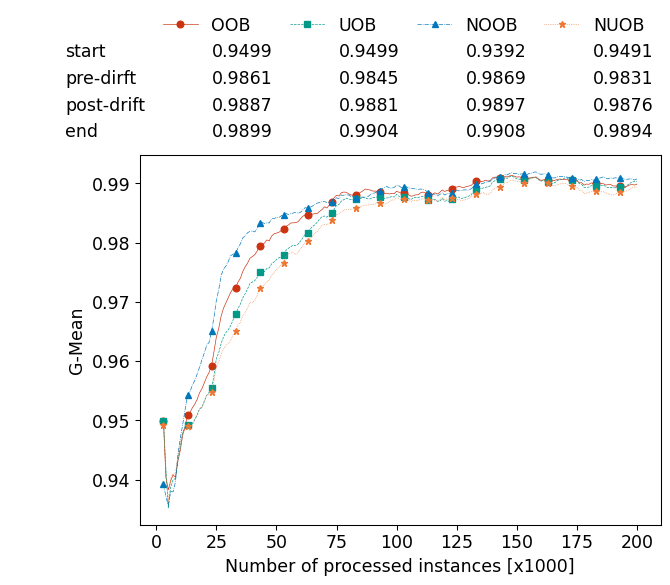 OOB UOB NOOB NUOB
start 0.9499 0.9499 0.9392 0.9491
pre-dirft 0.9861 0.9845 0.9869 0.9831
post-drift 0.9887 0.9881 0.9897 0.9876
end 0.9899 0.9904 0.9908 0.9894
0.99
0.98
0.97
0.96
0.95
0.94
G-Mean
0 25 50 75 100 125 150 175 200
Number of processed instances [x1000]